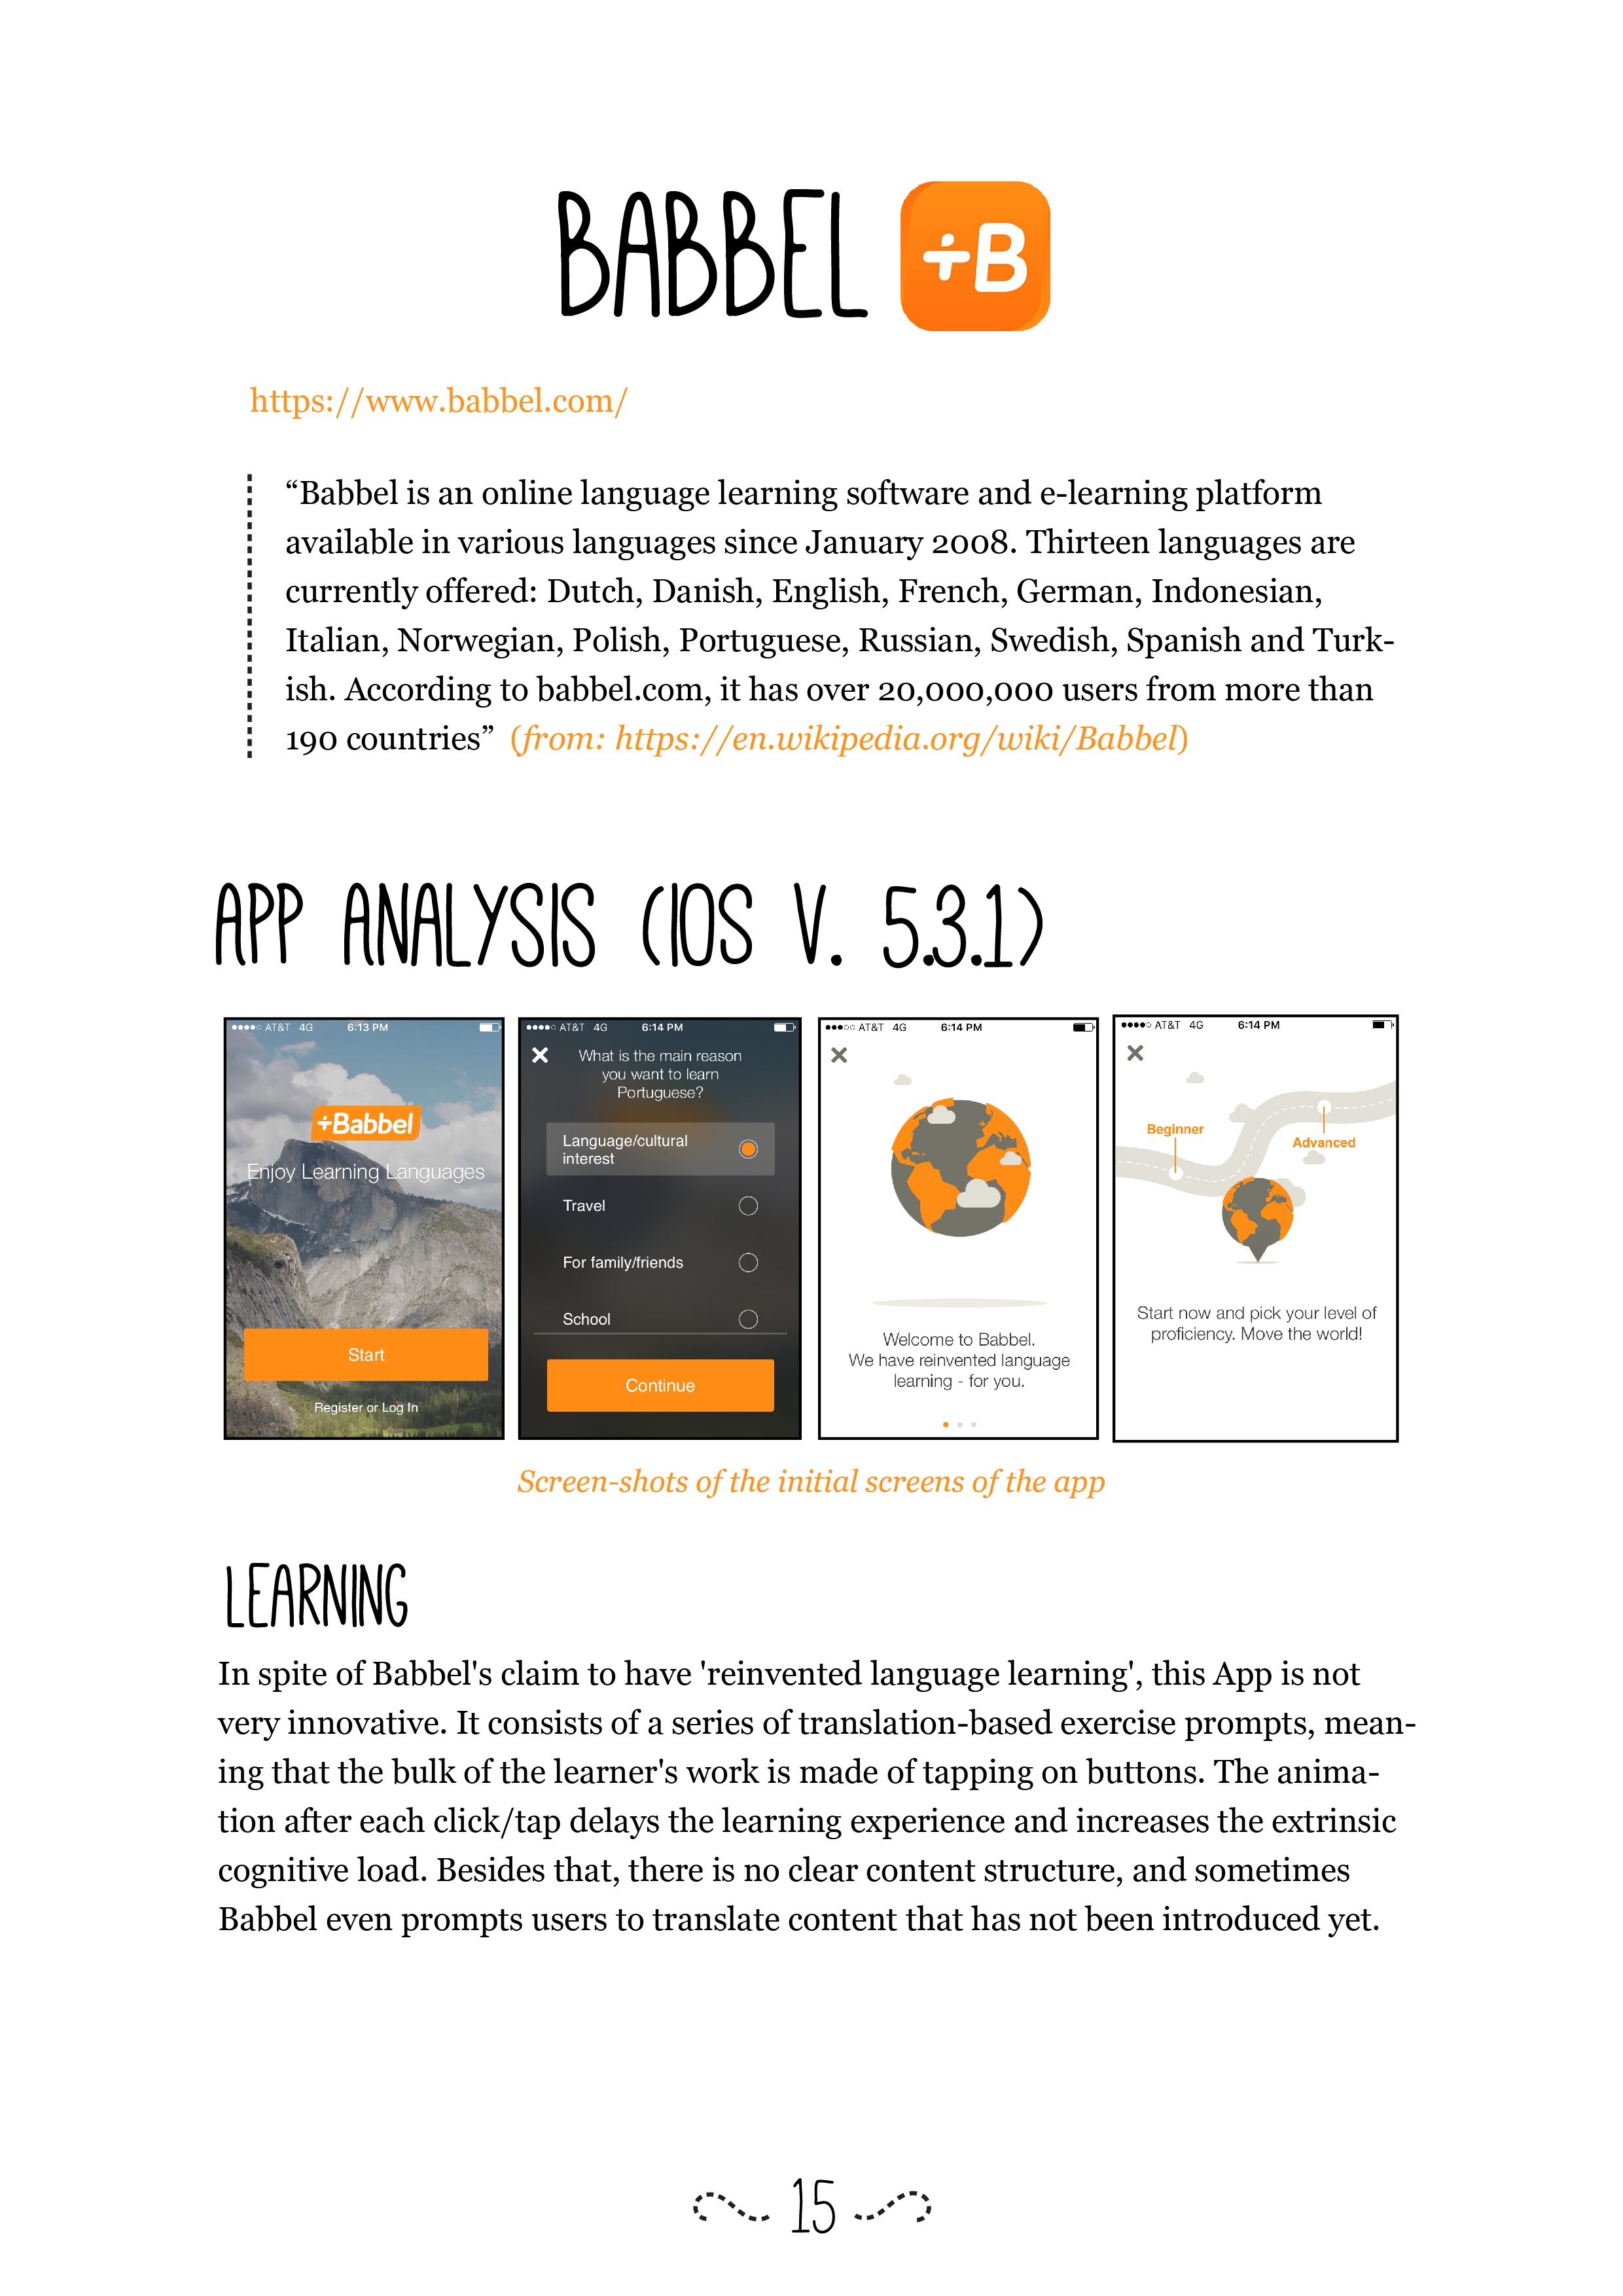 BABBEL
+B
https://www.babbel.com/
“Babbel is an online language learning software and e-learning platform
available in various languages since January 2008. Thirteen languages are
currently offered: Dutch, Danish, English, French, German, Indonesian,
Italian, Norwegian, Polish, Portuguese, Russian, Swedish, Spanish and Turk-
ish. According to babbel.com, it has over 20,000,000 users from more than
190 countries” (from: https://en.wikipedia.org/wiki/Babbel)
APP ANALYSIS (IOS V. 5.3.1)
AT&T 4G 6:13 PM
+Babbel
Enjoy Learning Languages
Start
Register or Log In
AT&T 4G 6:14 PM
What is the main reason
you want to learn
Portuguese?
Language/cultural
interest
Travel
For family/friends
School
Continue
AT&T 4G 6:14 PM
Welcome to Babbel.
We have reinvented language
learning - for you.
AT&T 4G 6:14 PM
Beginner
Advanced
Start now and pick your level of
proficiency. Move the world!
Screen-shots of the initial screens of the app
LEARNING
In spite of Babbel's claim to have 'reinvented language learning', this App is not
very innovative. It consists of a series of translation-based exercise prompts, mean-
ing that the bulk of the learner's work is made of tapping on buttons. The anima-
tion after each click/tap delays the learning experience and increases the extrinsic
cognitive load. Besides that, there is no clear content structure, and sometimes
Babbel even prompts users to translate content that has not been introduced yet.
15